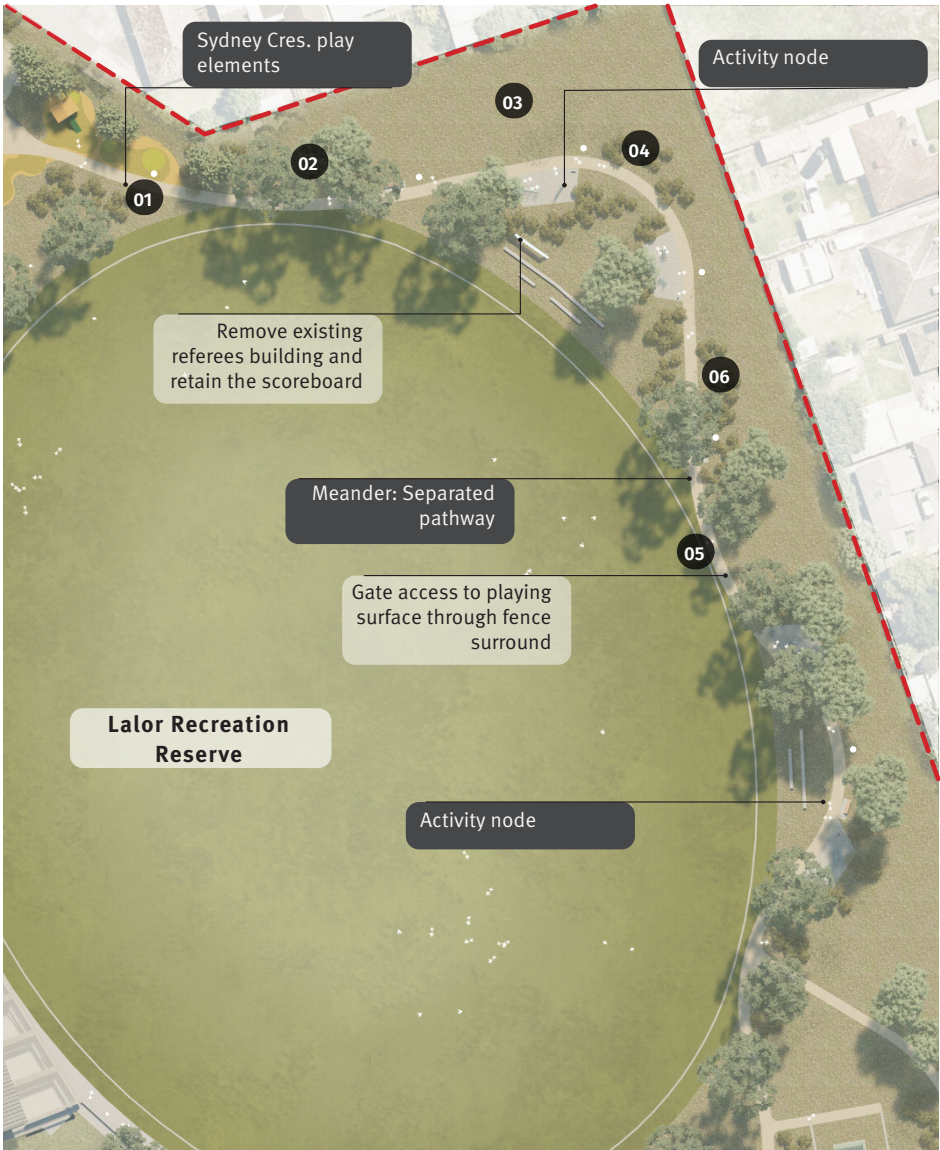 Sydney Cres. play
elements
Activity node
03
04
02
01
Remove existing
referees building and
retain the scoreboard
06
Meander: Separated
pathway
05
Gate access to playing
surface through fence
surround
Lalor Recreation
Reserve
Activity node